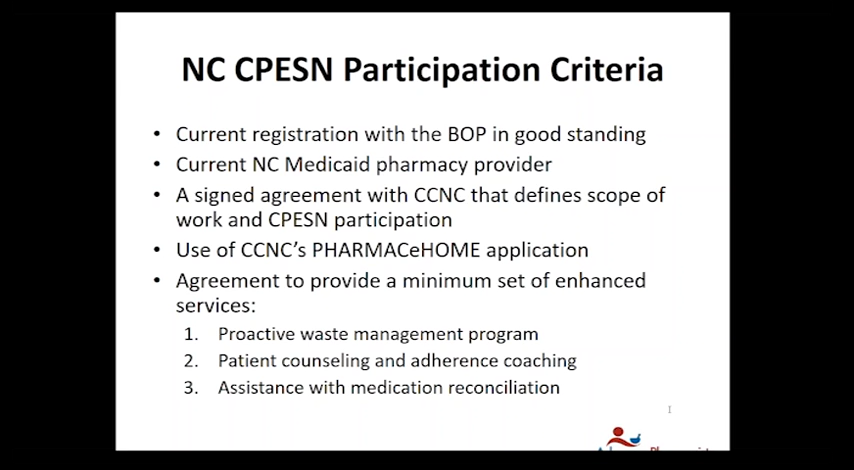 NC CPESN Participation Criteria
• Current registration with the BOP in good standing
• Current NC Medicaid pharmacy provider
• A signed agreement with CCNC that defines scope of
work and CPESN participation
• Use of CCNC's PHARMACeHOME application
• Agreement to provide a minimum set of enhanced
services:
1. Proactive waste management program
2. Patient counseling and adherence coaching
3. Assistance with medication reconciliation